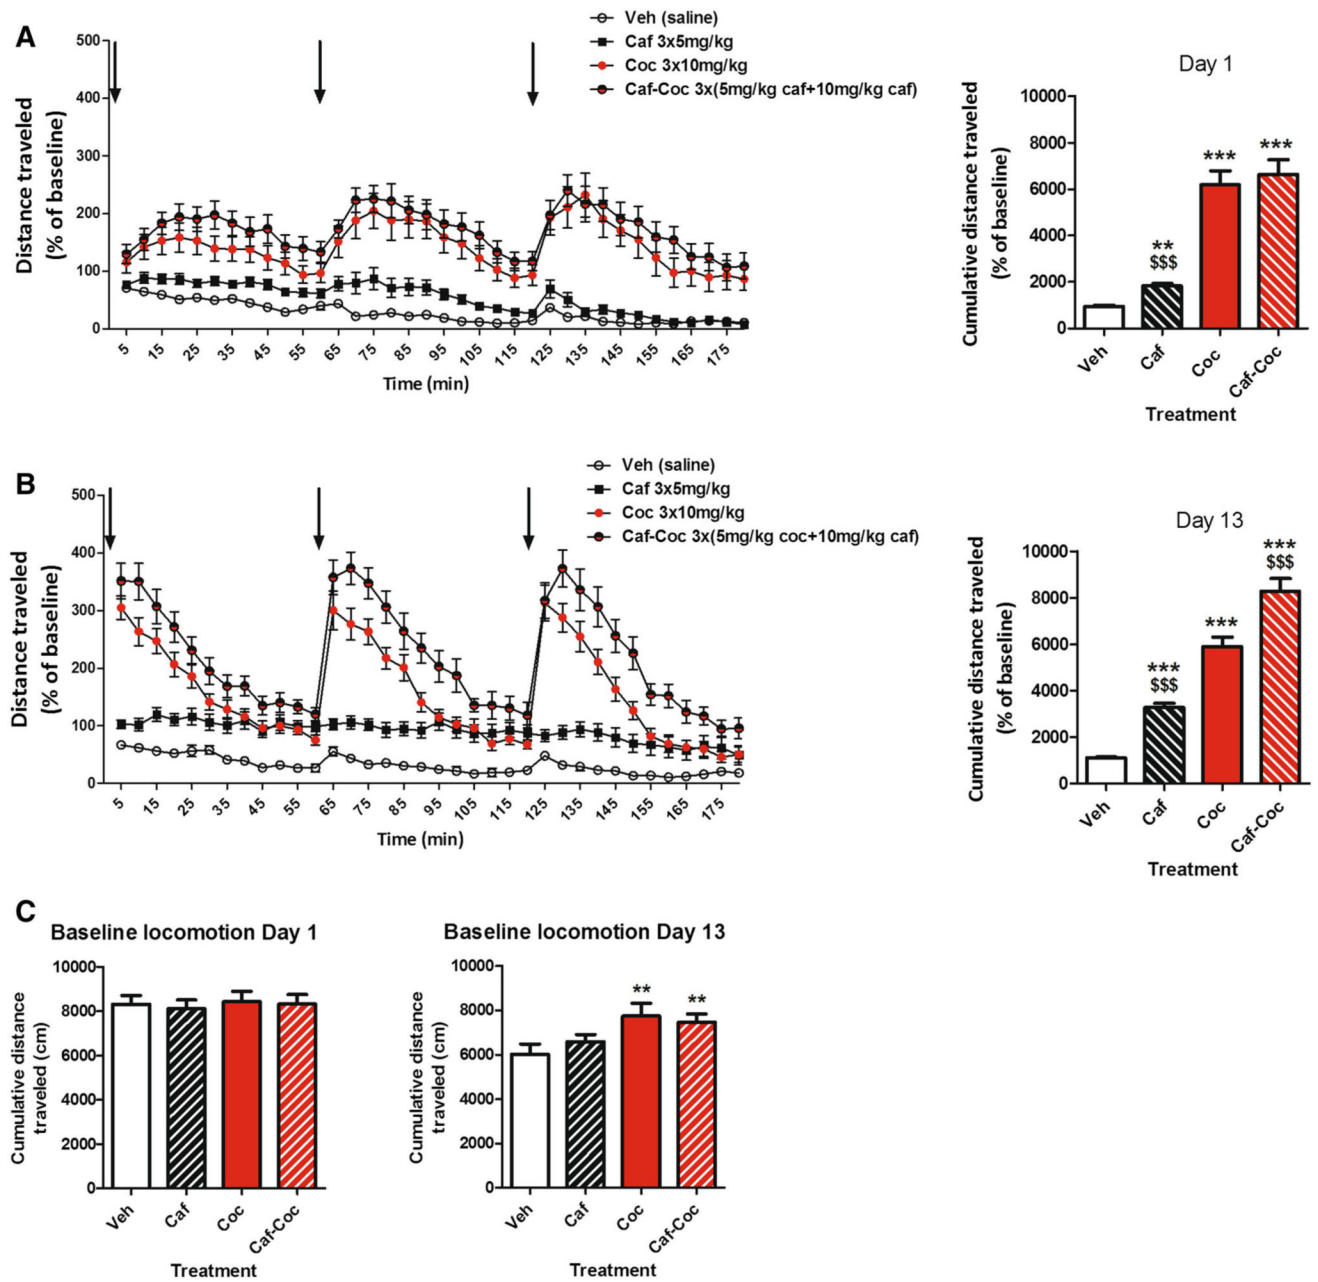 A
Veh (saline)
Caf 3x5mg/kg
Coc 3x10mg/kg
Caf-Coc 3x(5mg/kg caf+10mg/kg caf)
Distance traveled
(% of baseline)
500
400
300
200
100
0
5 15 25 35 45 55 65 75 85 95 105 115 125 135 145 155 165 175
Time (min)
Day 1
Cumulative distance traveled
(% of baseline)
10000
8000
6000
4000
2000
0
**
$$$
***
***
Veh Caf Coc Caf-Coc
Treatment
B
Veh (saline)
Caf 3x5mg/kg
Coc 3x10mg/kg
Caf-Coc 3x(5mg/kg coc+10mg/kg caf)
Distance traveled
(% of baseline)
500
400
300
200
100
0
5 15 25 35 45 55 65 75 85 95 105 115 125 135 145 155 165 175
Time (min)
Day 13
Cumulative distance traveled
(% of baseline)
10000
8000
6000
4000
2000
0
***
$$$
***
***
$$$
Veh Caf Coc Caf-Coc
Treatment
C
Baseline locomotion Day 1
Cumulative distance
traveled (cm)
10000
8000
6000
4000
2000
0
Veh Caf Coc Caf-Coc
Treatment
Baseline locomotion Day 13
Cumulative distance
traveled (cm)
10000
8000
6000
4000
2000
0
**
**
Veh Caf Coc Caf-Coc
Treatment